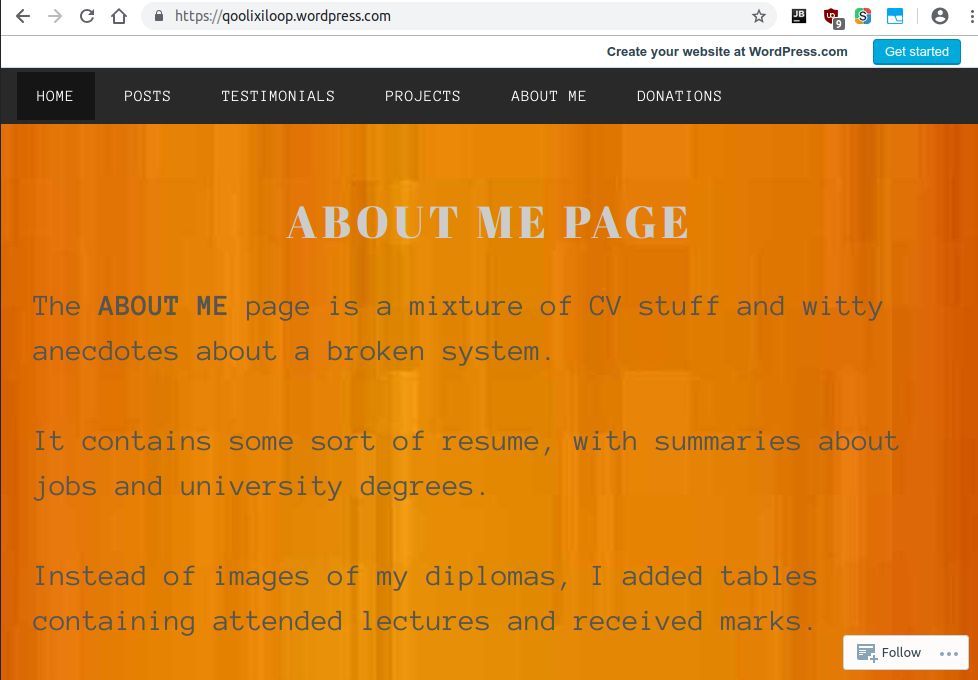 https://qoolixiloop.wordpress.com
JB
9
S
Create your website at WordPress.com
Get started
HOME
POSTS
TESTIMONIALS
PROJECTS
ABOUT ME
DONATIONS
ABOUT ME PAGE
The ABOUT ME page is a mixture of CV stuff and witty
anecdotes about a broken system.
It contains some sort of resume, with summaries about
jobs and university degrees.
Instead of images of my diplomas, I added tables
containing attended lectures and received marks.
Follow